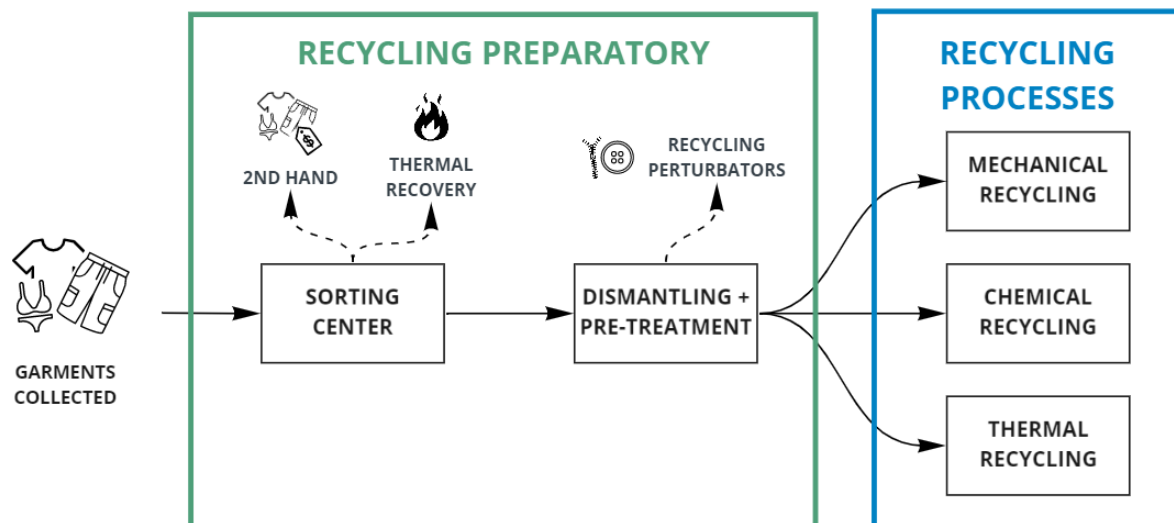 RECYCLING PREPARATORY
RECYCLING
PROCESSES
2ND HAND
THERMAL
RECOVERY
RECYCLING
PERTURBATORS
MECHANICAL
RECYCLING
GARMENTS
COLLECTED
SORTING
CENTER
DISMANTLING +
PRE-TREATMENT
CHEMICAL
RECYCLING
THERMAL
RECYCLING